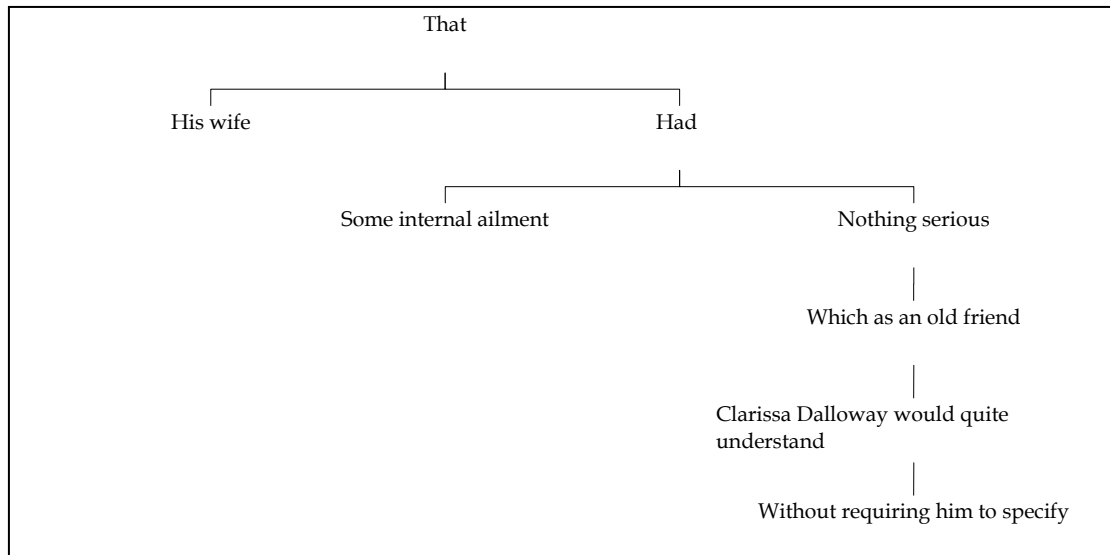 That
His wife
Had
Some internal ailment
Nothing serious
Which as an old friend
Clarissa Dalloway would quite
understand
Without requiring him to specify